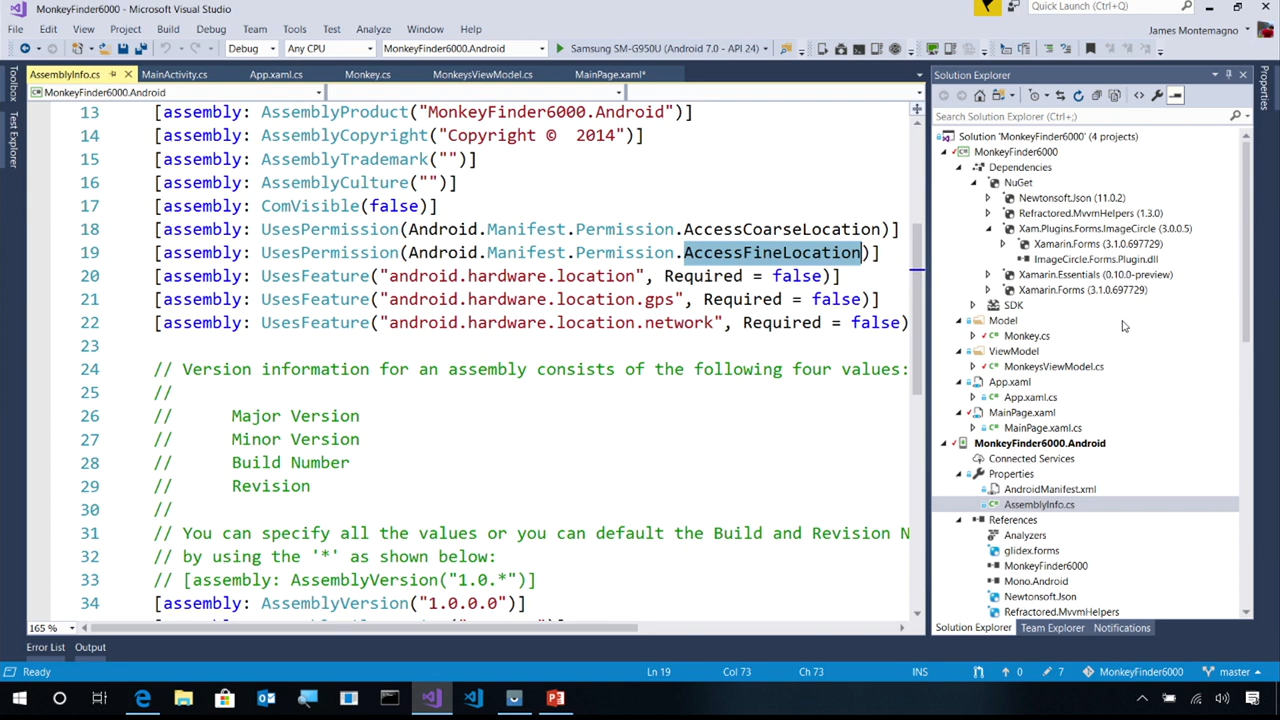 MonkeyFinder6000 - Microsoft Visual Studio
Quick Launch (Ctrl+Q)
File Edit View Project Build Debug Team Tools Test Analyze Window Help
James Montemagno
Debug Any CPU MonkeyFinder6000.Android Samsung SM-G950U (Android 7.0 - API 24)
Toolbox
Test Explorer
AssemblyInfo.cs MainActivity.cs App.xaml.cs Monkey.cs MonkeysViewModel.cs MainPage.xaml*
MonkeyFinder6000.Android
13 [assembly: AssemblyProduct("MonkeyFinder6000.Android")]
14 [assembly: AssemblyCopyright("Copyright © 2014")]
15 [assembly: AssemblyTrademark("")]
16 [assembly: AssemblyCulture("")]
17 [assembly: ComVisible(false)]
18 [assembly: UsesPermission(Android.Manifest.Permission.AccessCoarseLocation)]
19 [assembly: UsesPermission(Android.Manifest.Permission.AccessFineLocation)]
20 [assembly: UsesFeature("android.hardware.location", Required = false)]
21 [assembly: UsesFeature("android.hardware.location.gps", Required = false)]
22 [assembly: UsesFeature("android.hardware.location.network", Required = false)
23
24 // Version information for an assembly consists of the following four values:
25 //
26 // Major Version
27 // Minor Version
28 // Build Number
29 // Revision
30 //
31 // You can specify all the values or you can default the Build and Revision N
32 // by using the '*' as shown below:
33 // [assembly: AssemblyVersion("1.0.*")]
34 [assembly: AssemblyVersion("1.0.0.0")]
165 %
Solution Explorer
Search Solution Explorer (Ctrl+;)
Solution 'MonkeyFinder6000' (4 projects)
MonkeyFinder6000
Dependencies
NuGet
Newtonsoft.Json (11.0.2)
Refractored.MvvmHelpers (1.3.0)
Xam.Plugins.Forms.ImageCircle (3.0.0.5)
Xamarin.Forms (3.1.0.697729)
ImageCircle.Forms.Plugin.dll
Xamarin.Essentials (0.10.0-preview)
Xamarin.Forms (3.1.0.697729)
SDK
Model
Monkey.cs
ViewModel
MonkeysViewModel.cs
App.xaml
App.xaml.cs
MainPage.xaml
MainPage.xaml.cs
MonkeyFinder6000.Android
Connected Services
Properties
AndroidManifest.xml
AssemblyInfo.cs
References
Analyzers
glidex.forms
MonkeyFinder6000
Mono.Android
Newtonsoft.Json
Refractored.MvvmHelpers
Solution Explorer Team Explorer Notifications
Properties
Error List Output
Ready Ln 19 Col 73 Ch 73 INS 0 7 MonkeyFinder6000 master